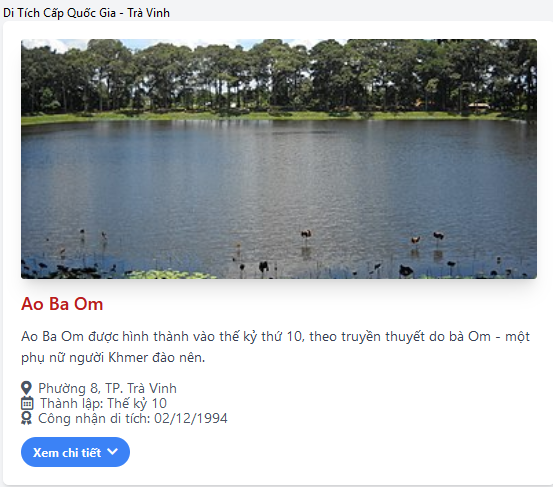 Di Tích Cấp Quốc Gia - Trà Vinh
Ao Ba Om
Ao Ba Om được hình thành vào thế kỷ thứ 10, theo truyền thuyết do bà Om - một
phụ nữ người Khmer đào nên.
Phường 8, TP. Trà Vinh
Thành lập: Thế kỷ 10
Công nhận di tích: 02/12/1994
Xem chi tiết